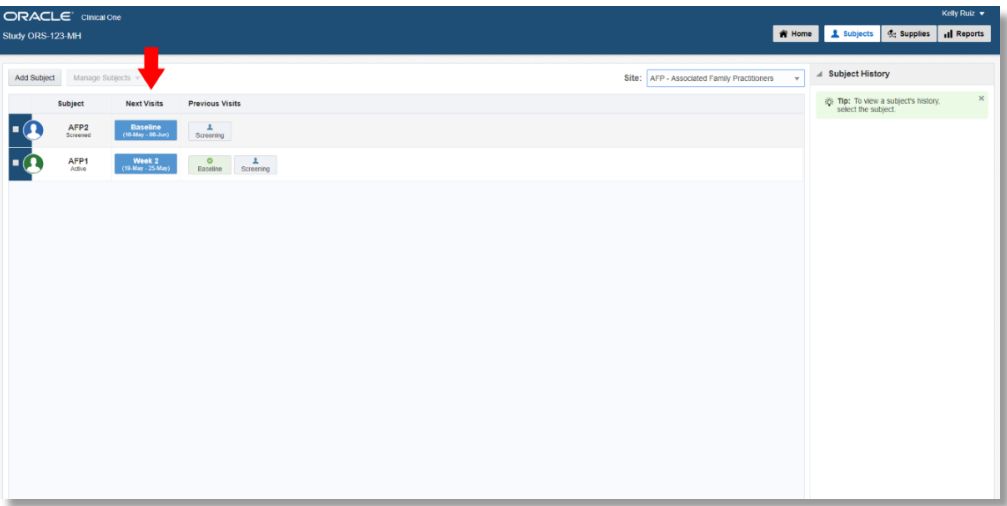 ORACLE® Clinical One
Kelly Ruiz
Study ORS-123-MH
Home
Subjects
Supplies
Reports
Add Subject
Manage Subjects
Site: AFP - Associated Family Practitioners
Subject History
Subject
Next Visits
Previous Visits
Tip: To view a subject's history,
select the subject.
AFP2
Screened
Baseline
(10-May - 08-Jun)
Screening
AFP1
Active
Week 2
(19-May - 25-May)
Baseline
Screening